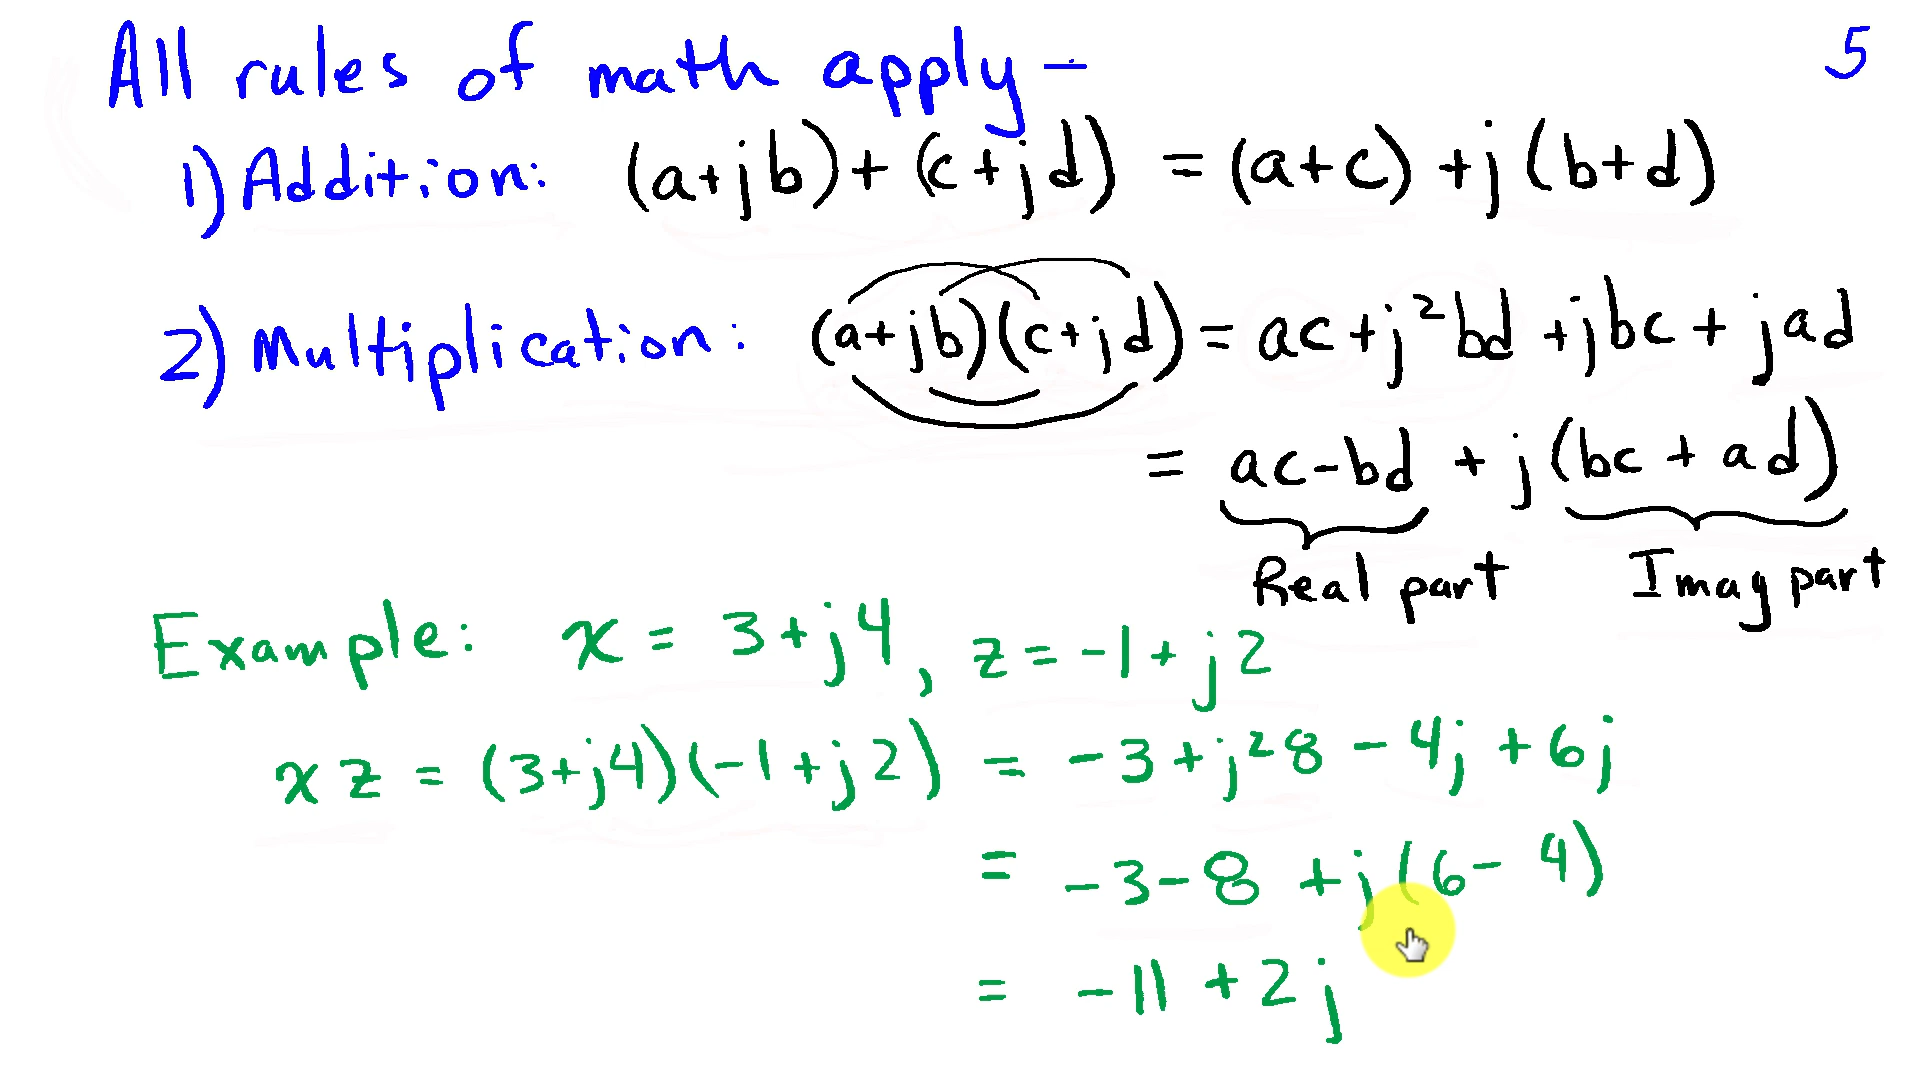 All rules of math apply – 5
1) Addition: (a+jb)+(c+jd) = (a+c) +j(b+d)
2) Multiplication: (a+jb)(c+jd) = ac+j²bd +jbc + jad
= ac-bd + j(bc + ad)
Real part Imag part
Example: x = 3+j4, z = -1 + j2
xz = (3+j4)(-1+j2) = -3+j²8 - 4j +6j
= -3-8 +j(6-4)
= -11 +2j